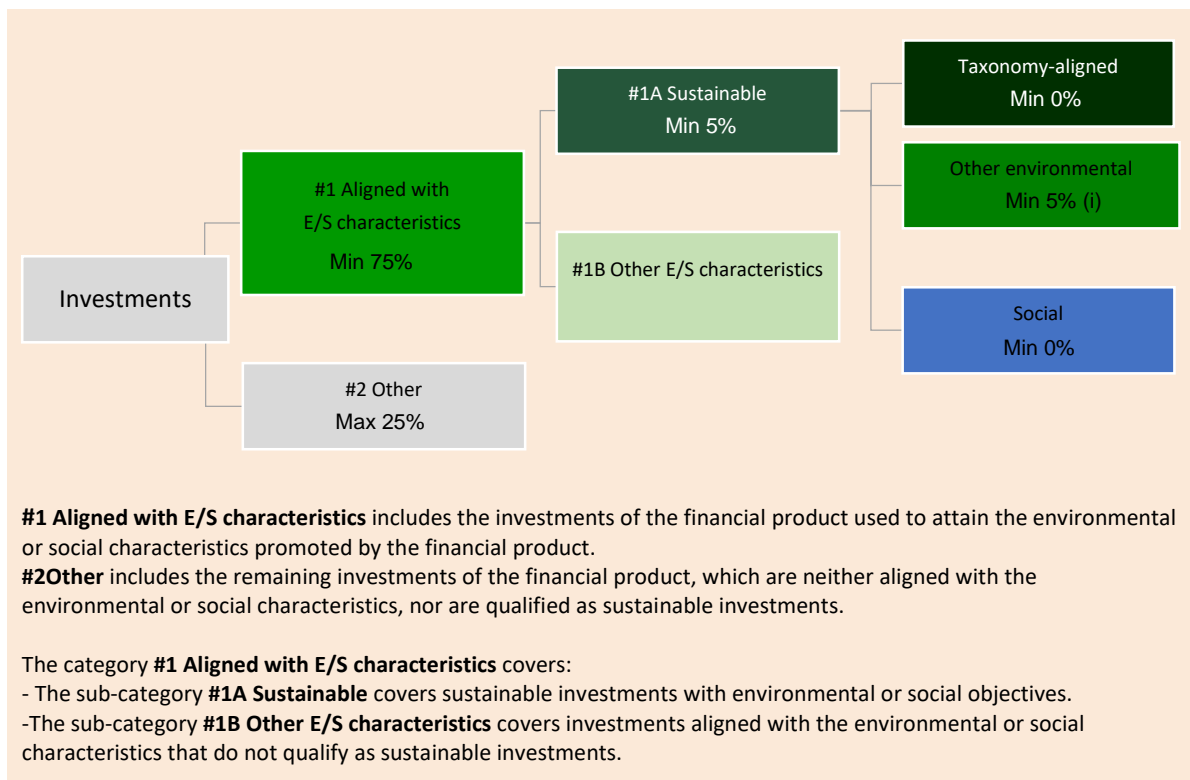 Investments
#1 Aligned with
E/S characteristics
Min 75%
#2 Other
Max 25%
#1A Sustainable
Min 5%
#1B Other E/S characteristics
Taxonomy-aligned
Min 0%
Other environmental
Min 5% (i)
Social
Min 0%
#1 Aligned with E/S characteristics includes the investments of the financial product used to attain the environmental
or social characteristics promoted by the financial product.
#2Other includes the remaining investments of the financial product, which are neither aligned with the
environmental or social characteristics, nor are qualified as sustainable investments.
The category #1 Aligned with E/S characteristics covers:
- The sub-category #1A Sustainable covers sustainable investments with environmental or social objectives.
-The sub-category #1B Other E/S characteristics covers investments aligned with the environmental or social
characteristics that do not qualify as sustainable investments.